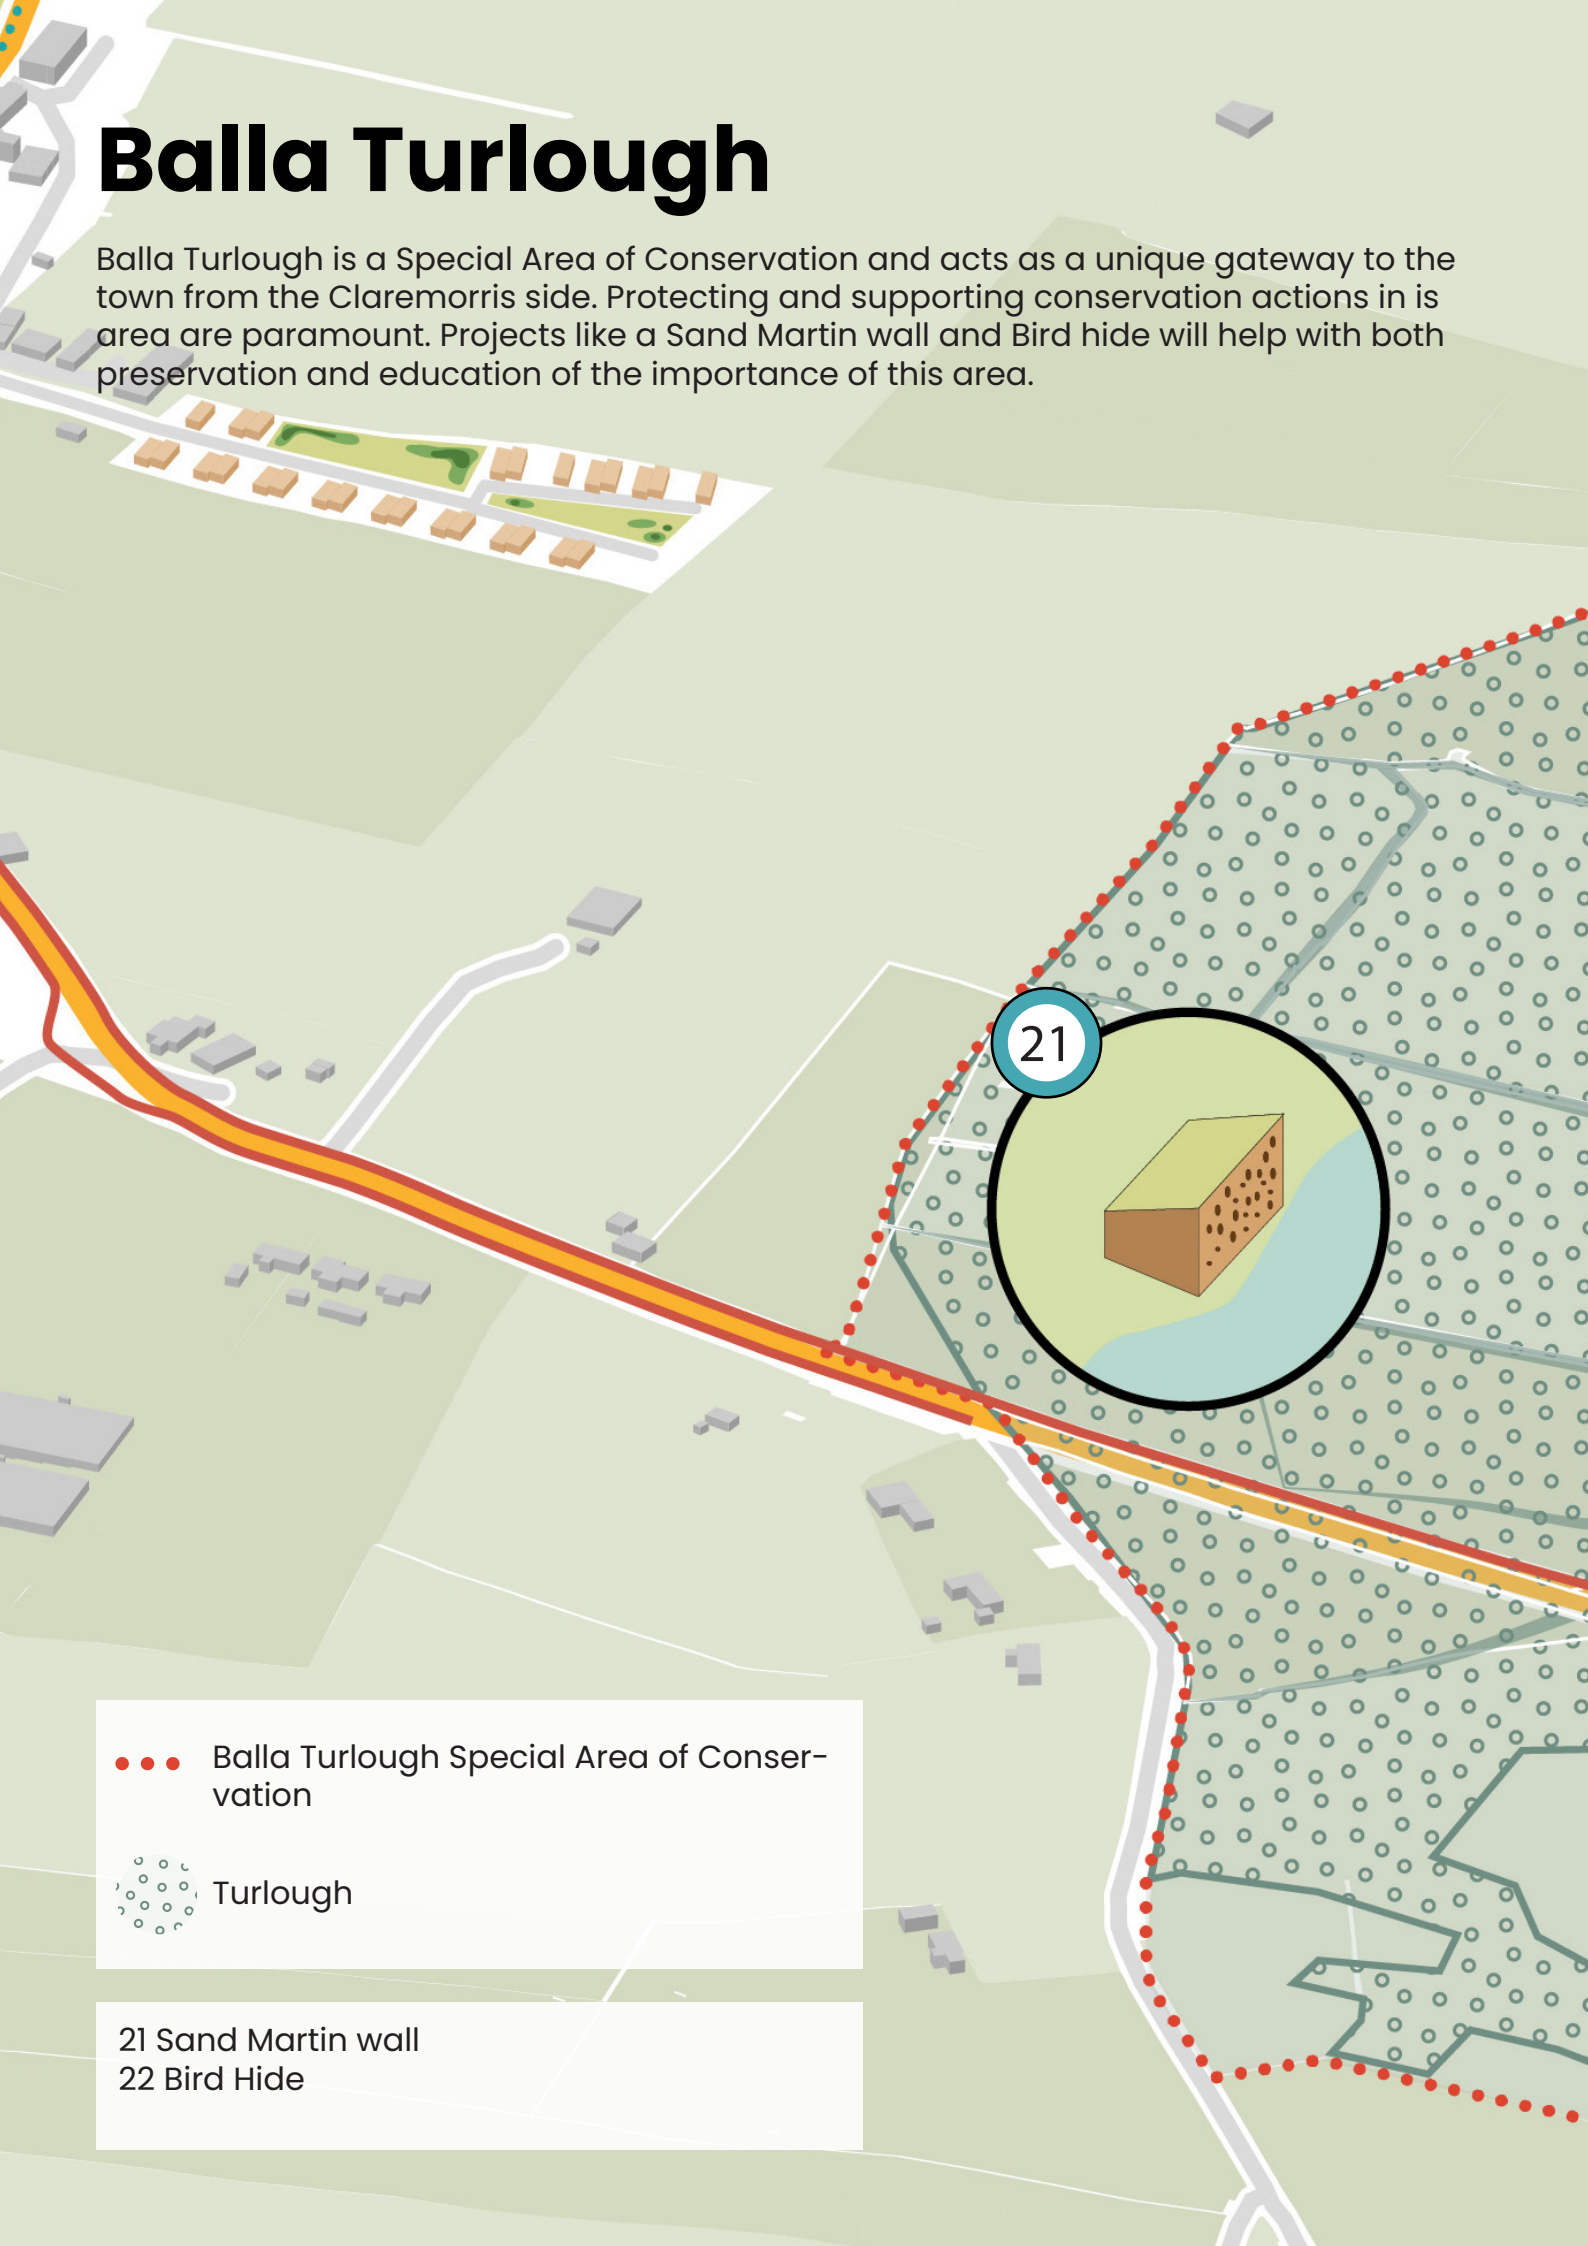 Balla Turlough
Balla Turlough is a Special Area of Conservation and acts as a unique gateway to the
town from the Claremorris side. Protecting and supporting conservation actions in is
area are paramount. Projects like a Sand Martin wall and Bird hide will help with both
preservation and education of the importance of this area.
21
Balla Turlough Special Area of Conser-
vation
Turlough
21 Sand Martin wall
22 Bird Hide